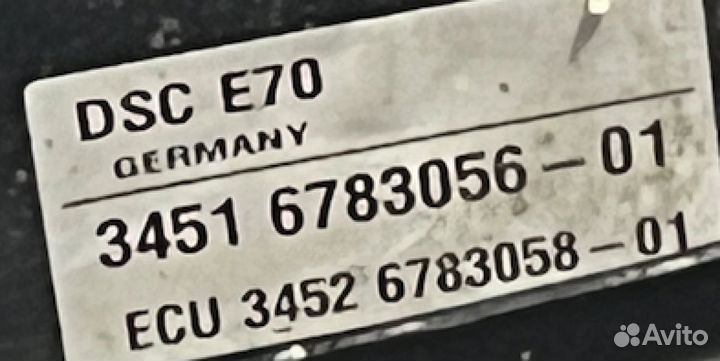 DSC E70
GERMANY
3451 6783056-01
ECU 3452 6783058-01
Avito